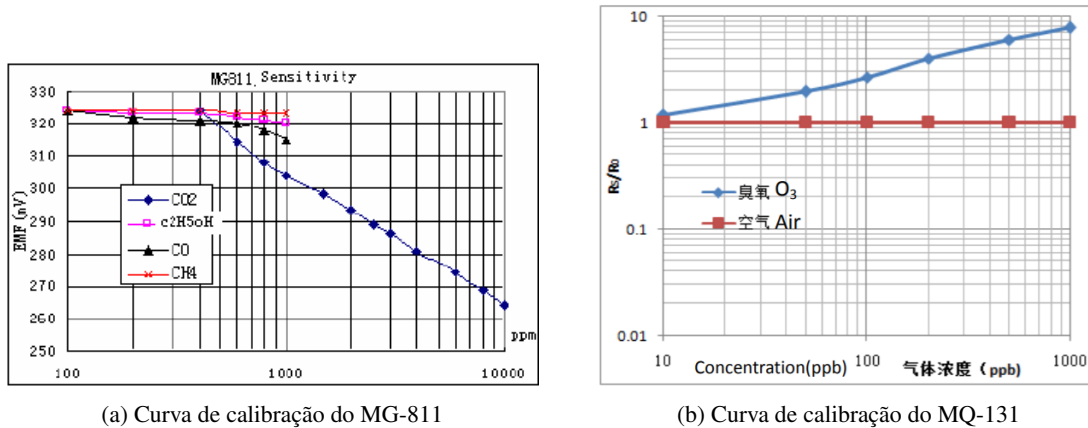 MG811 Sensitivity
330
320
310
300
290
280
270
260
250
EMF(mV)
CO2
c2H5oH
CO
CH4
ppm
100
1000
10000
(a) Curva de calibração do MG-811
10
1
0.1
0.01
Rs/R0
臭氧 O₃
空气 Air
10
100
1000
Concentration(ppb)
气体浓度（ppb)
(b) Curva de calibração do MQ-131